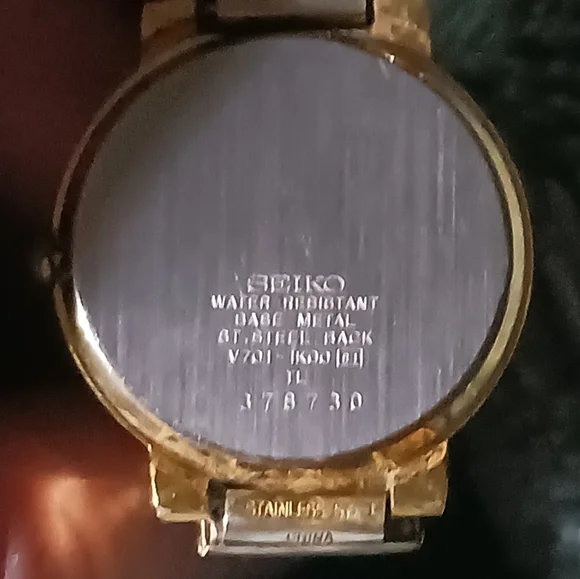 SEIKO
WATER RESISTANT
BASE METAL
ST.STEEL BACK
V701-1K00
378730
STAINLESS STEEL
CHINA